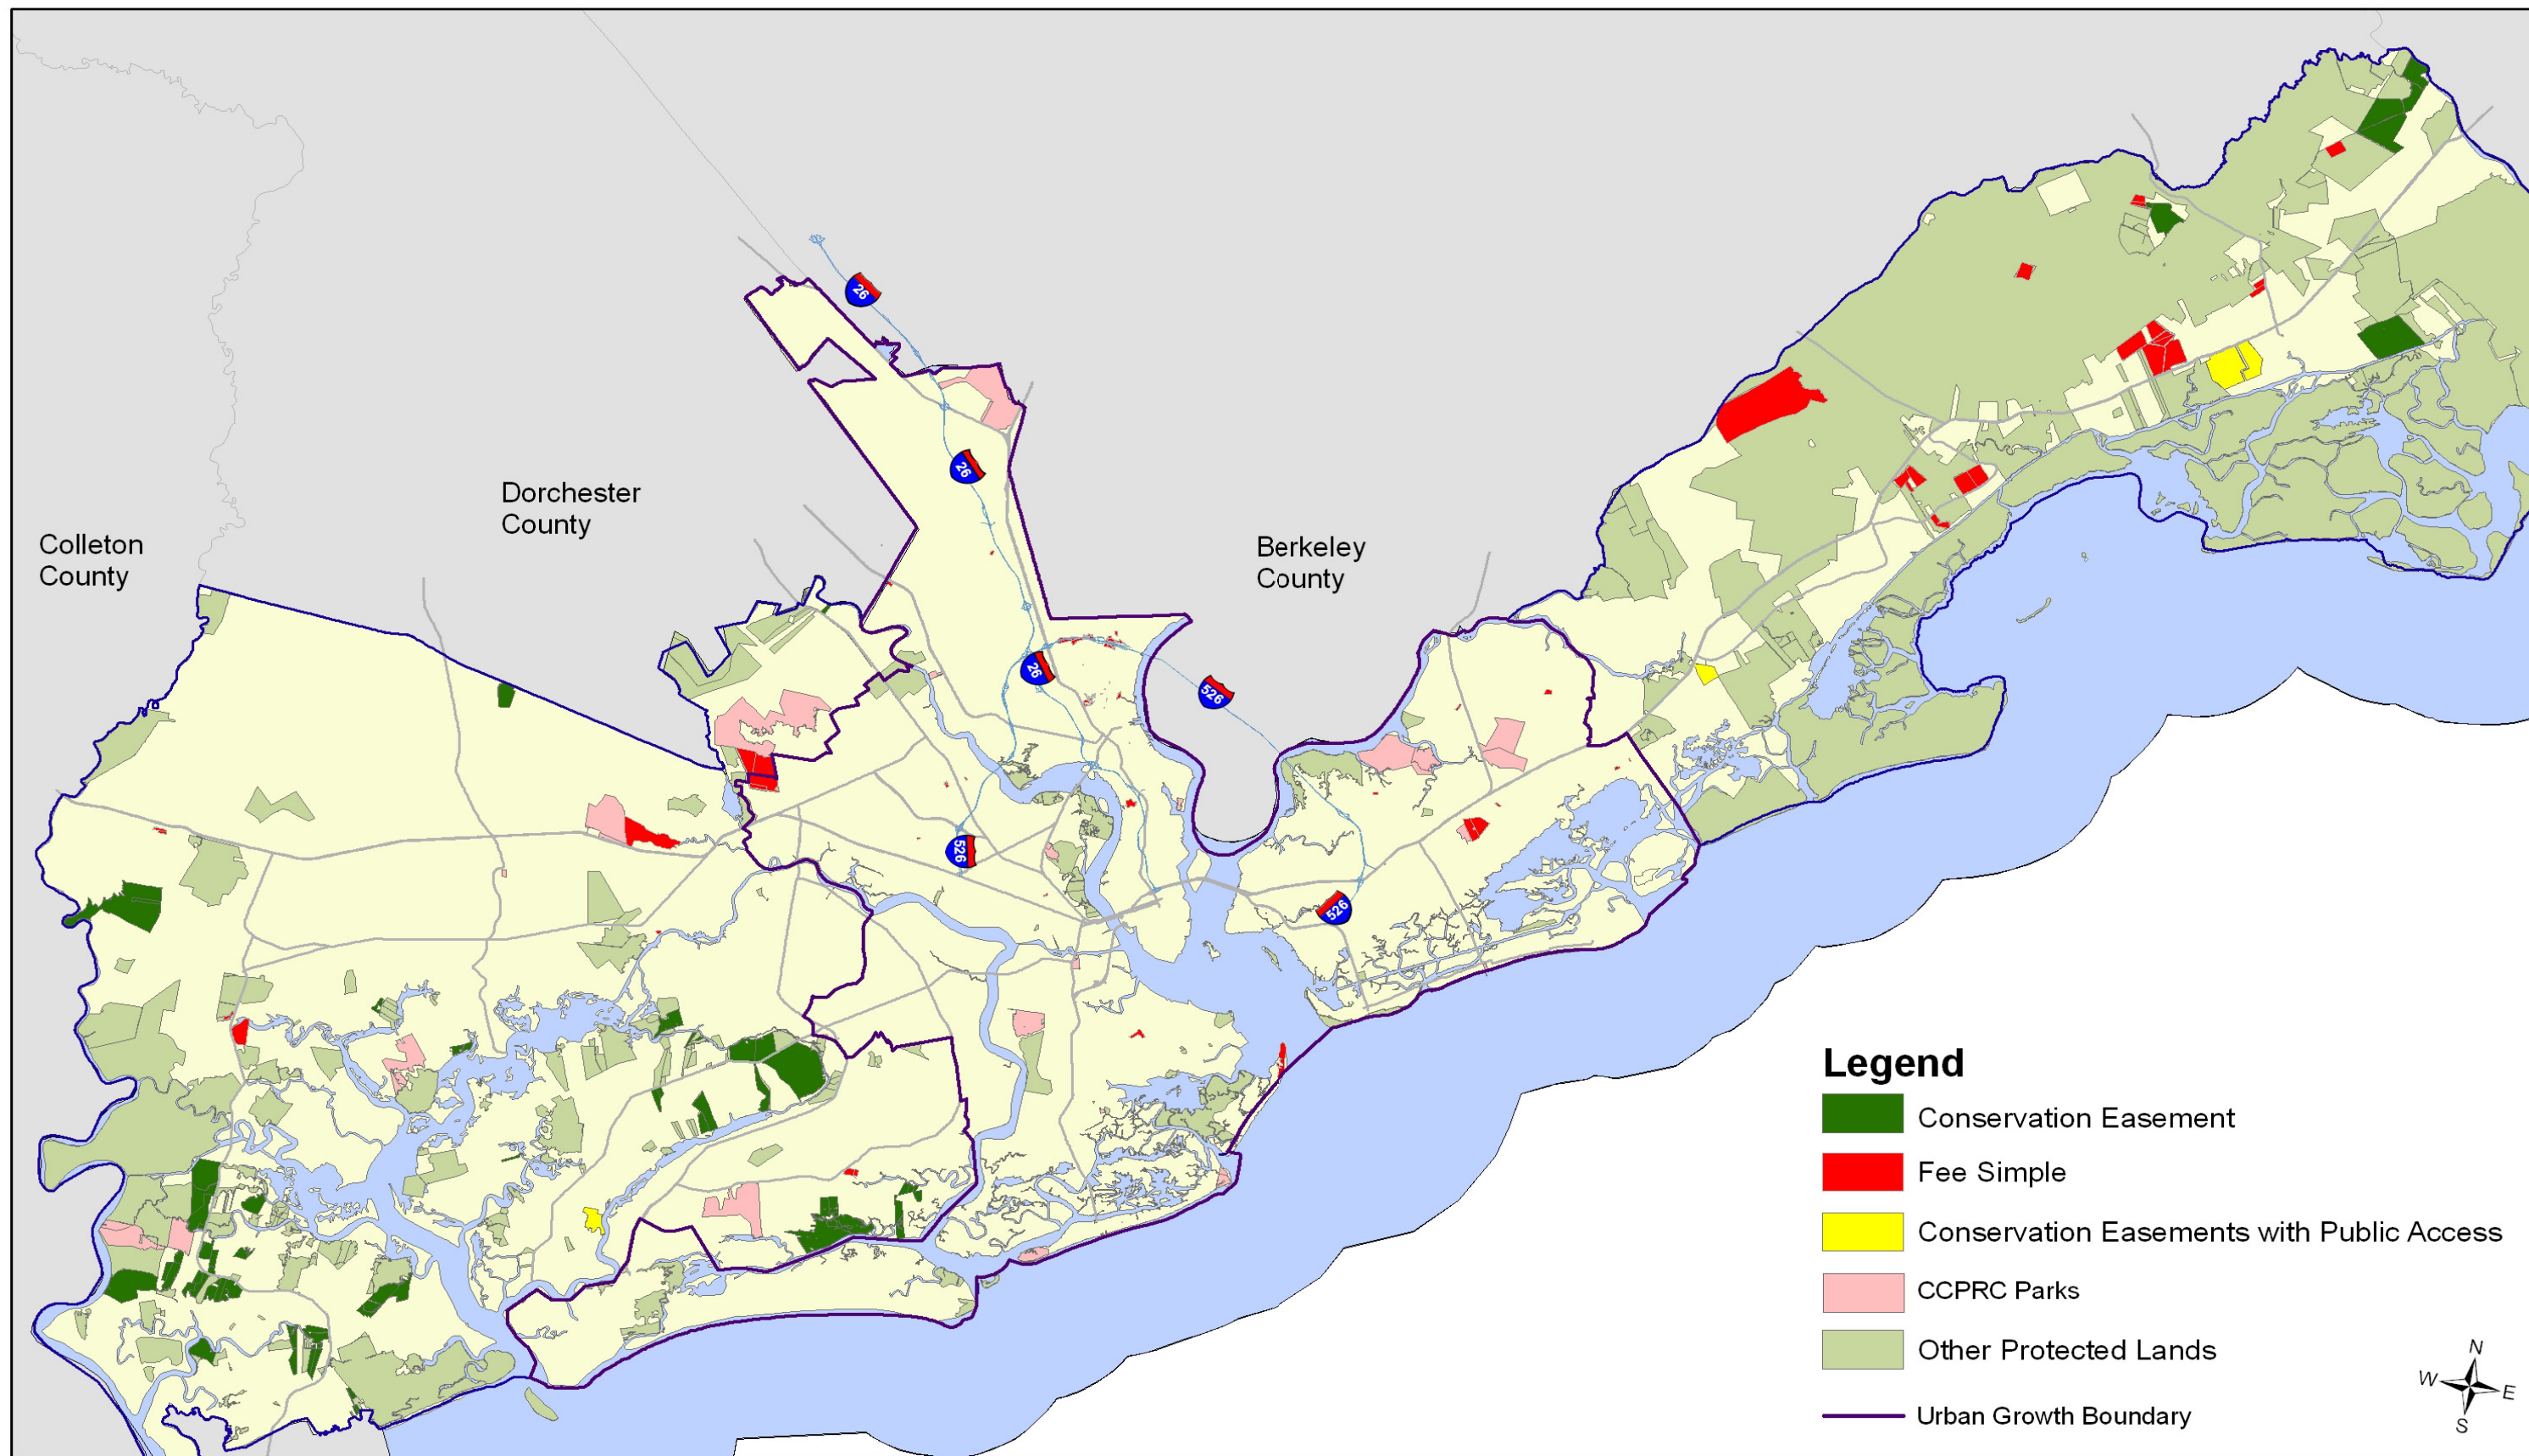 26
Dorchester
County
26
Colleton
County
Berkeley
County
26
526
526
526
Legend
Conservation Easement
Fee Simple
Conservation Easements with Public Access
CCPRC Parks
Other Protected Lands
Urban Growth Boundary
N
W
E
S